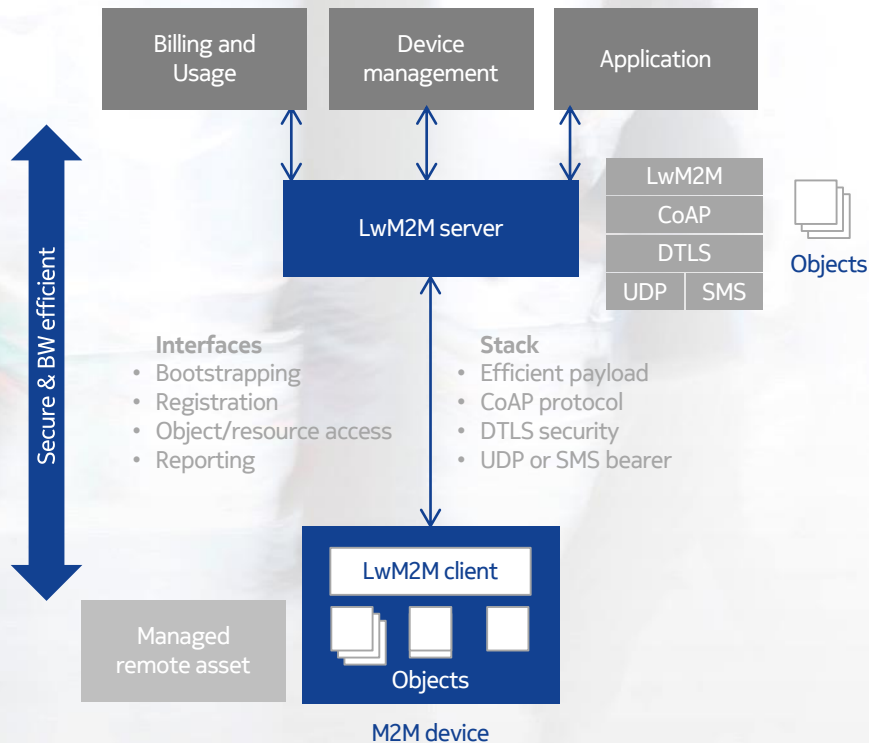 Billing and
Usage
Device
management
Application
LwM2M server
LwM2M
CoAP
DTLS
UDP SMS
Objects
Secure & BW efficient
Interfaces
• Bootstrapping
• Registration
• Object/resource access
• Reporting
Stack
• Efficient payload
• CoAP protocol
• DTLS security
• UDP or SMS bearer
LwM2M client
Objects
Managed
remote asset
M2M device